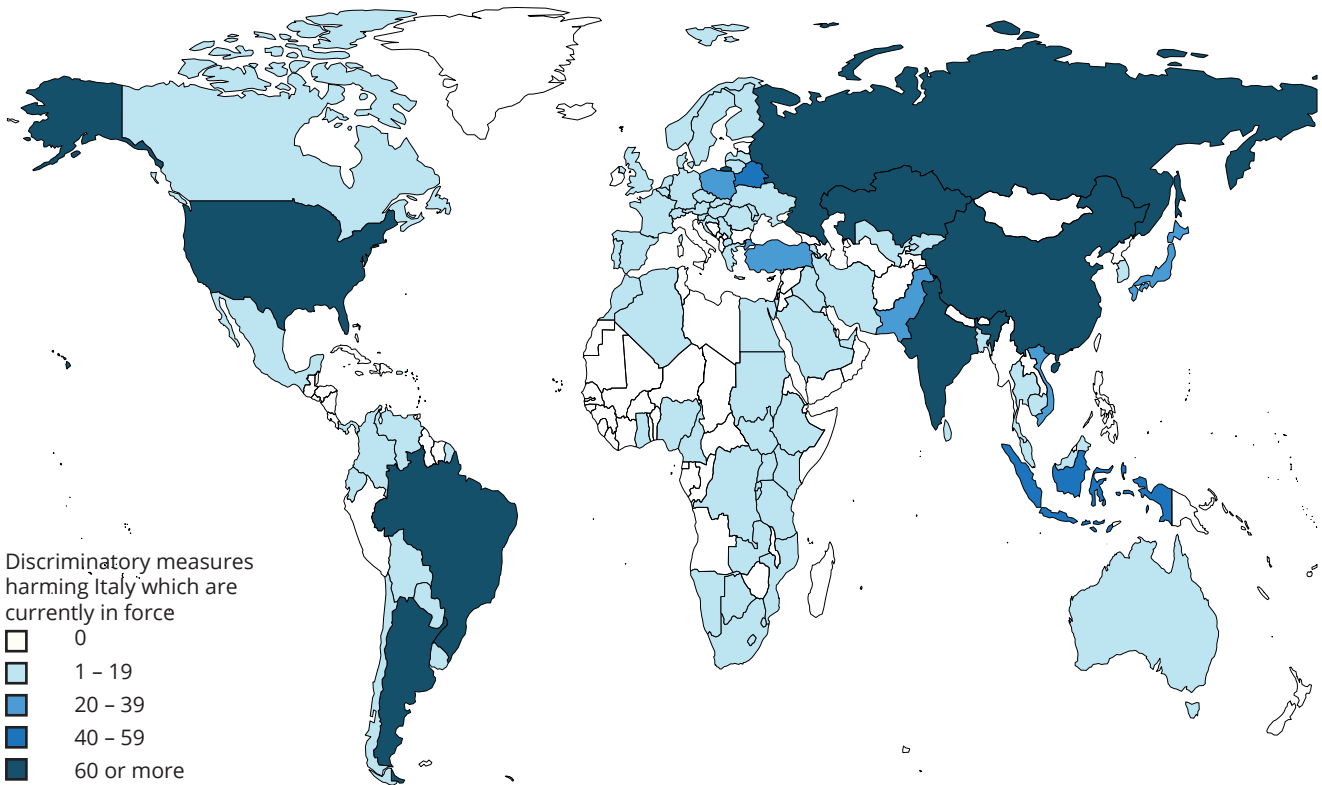 Discriminatory measures
harming Italy which are
currently in force
0
1 – 19
20 – 39
40 – 59
60 or more